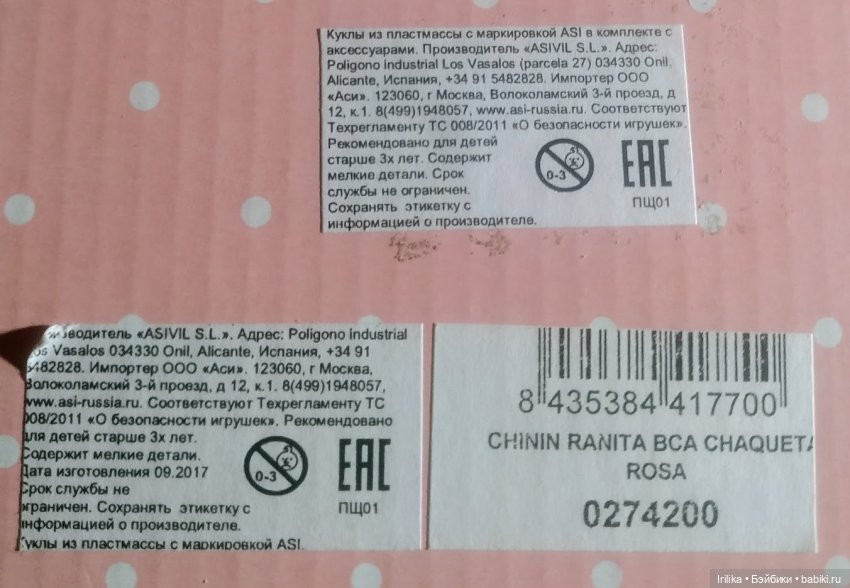 Куклы из пластмассы с маркировкой ASI в комплекте с
аксессуарами. Производитель «ASIVIL S.L.». Адрес:
Poligono industrial Los Vasalos (parcela 27) 034330 Onil,
Alicante, Испания, +34 91 5482828. Импортер ООО
«Аси». 123060, г Москва, Волоколамский 3-й проезд, д
12, к.1. 8(499)1948057, www.asi-russia.ru. Соответствуют
Техрегламенту ТС 008/2011 «О безопасности игрушек».
Рекомендовано для детей
старше 3х лет. Содержит
мелкие детали. Срок
службы не ограничен.
Сохранять этикетку с
информацией о производителе.
0-3
EAC
ПЩ01
водитель «ASIVIL S.L.». Адрес: Poligono industrial
os Vasalos 034330 Onil, Alicante, Испания, +34 91
5482828. Импортер ООО «Аси». 123060, г Москва,
Волоколамский 3-й проезд, д 12, к.1. 8(499)1948057,
www.asi-russia.ru. Соответствуют Техрегламенту ТС
008/2011 «О безопасности игрушек». Рекомендовано
для детей старше 3х лет.
Содержит мелкие детали.
Дата изготовления 09.2017
Срок службы не
ограничен. Сохранять этикетку с
информацией о производителе.
Куклы из пластмассы с маркировкой ASI.
0-3
EAC
ПЩ01
8 435384 417700
CHININ RANITA BCA CHAQUETA
ROSA
0274200
Irilika • Бэйбики • babiki.ru